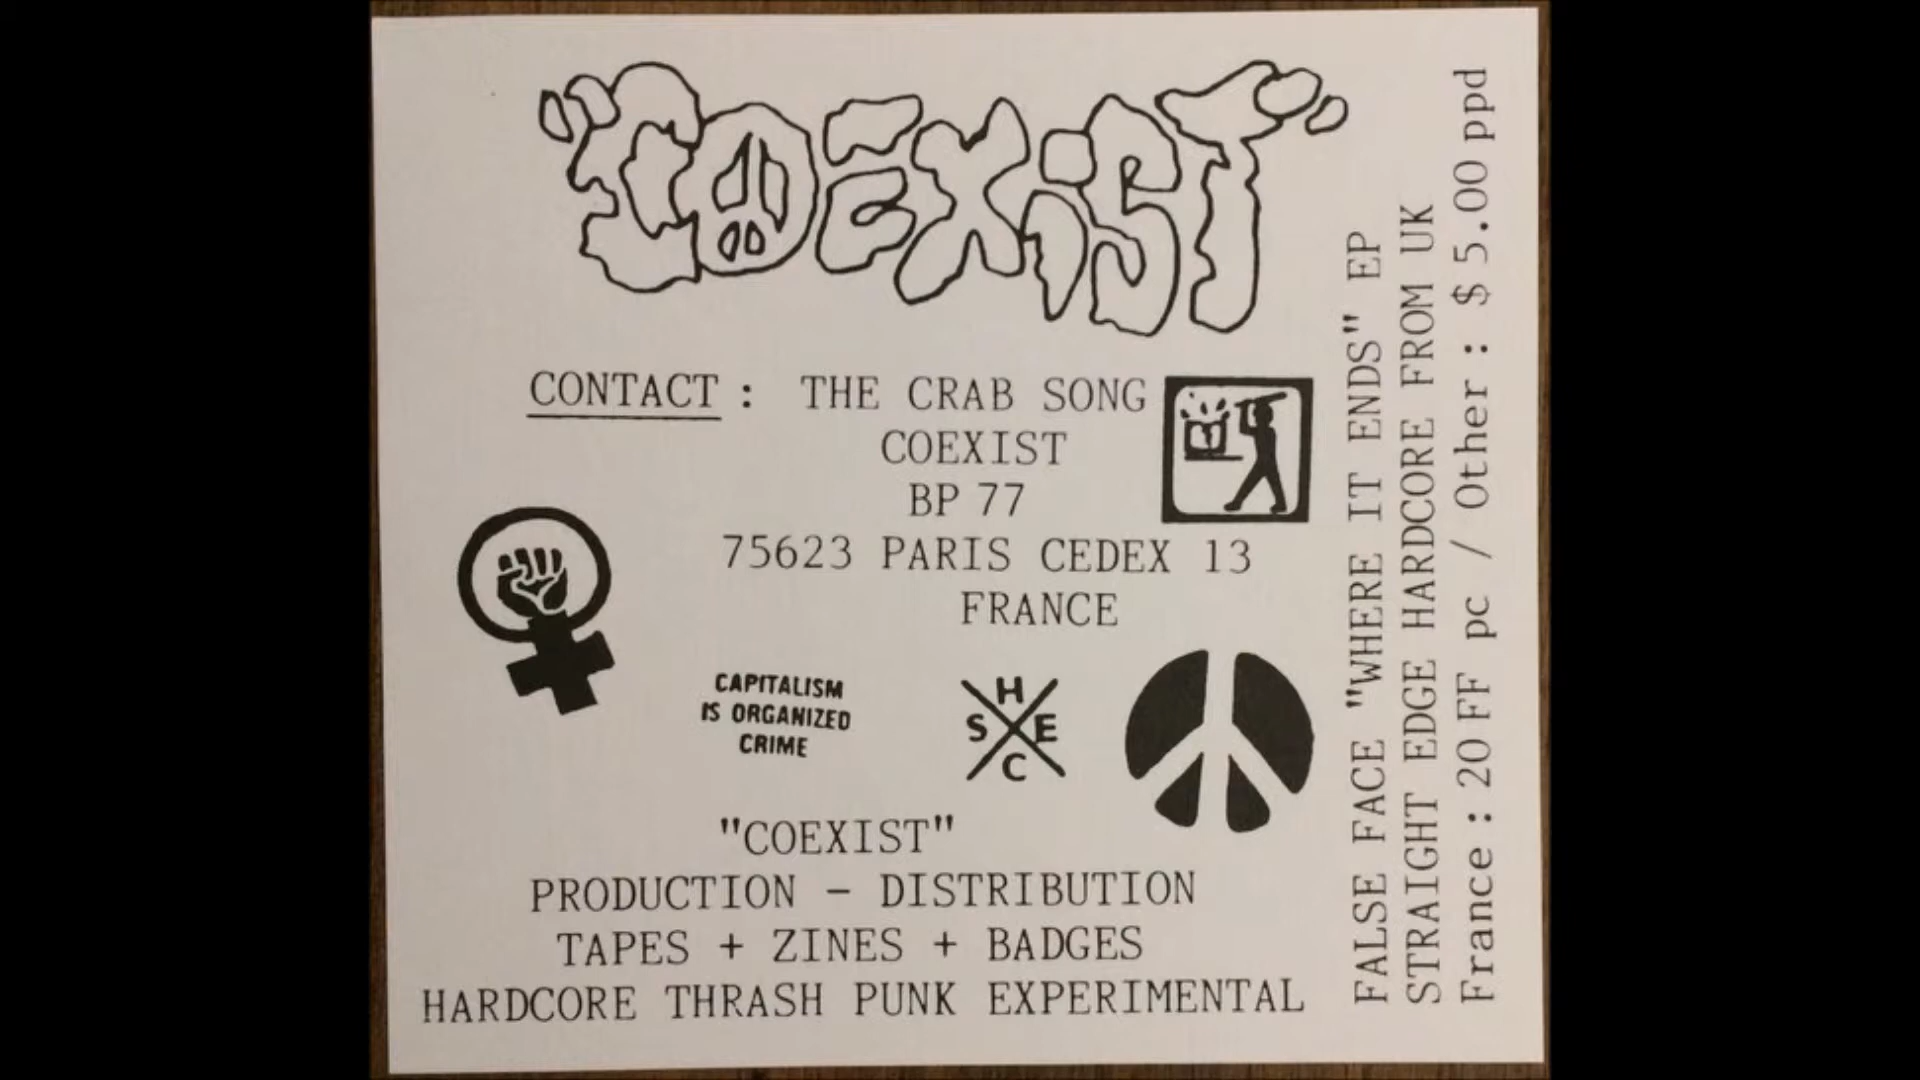 COEXiST
CONTACT : THE CRAB SONG
COEXIST
BP 77
75623 PARIS CEDEX 13
FRANCE
CAPITALISM
IS ORGANIZED
CRIME
H
S E
C
"COEXIST"
PRODUCTION - DISTRIBUTION
TAPES + ZINES + BADGES
HARDCORE THRASH PUNK EXPERIMENTAL
FALSE FACE "WHERE IT ENDS" EP
STRAIGHT EDGE HARDCORE FROM UK
France : 20 FF pc / Other : $ 5.00 ppd